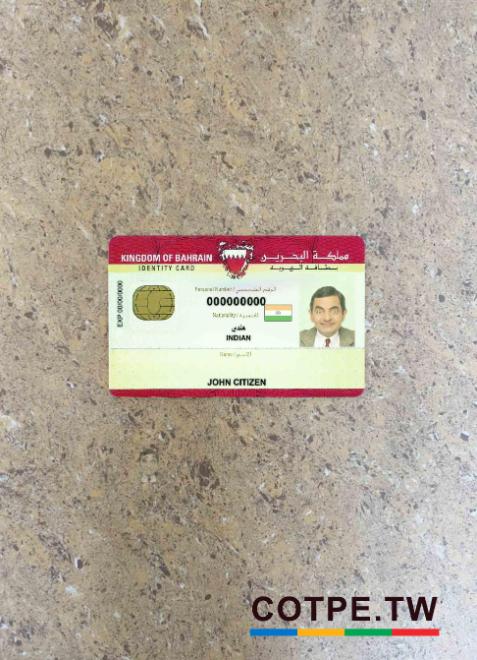 KINGDOM OF BAHRAIN مملكة البحرين
IDENTITY CARD بطاقة الهوية
EXP 00/00/0000
Personal Number / الرقم الشخصي
000000000
Nationality / الجنسية
هندي
INDIAN
Name / الاسم
JOHN CITIZEN
COTPE.TW